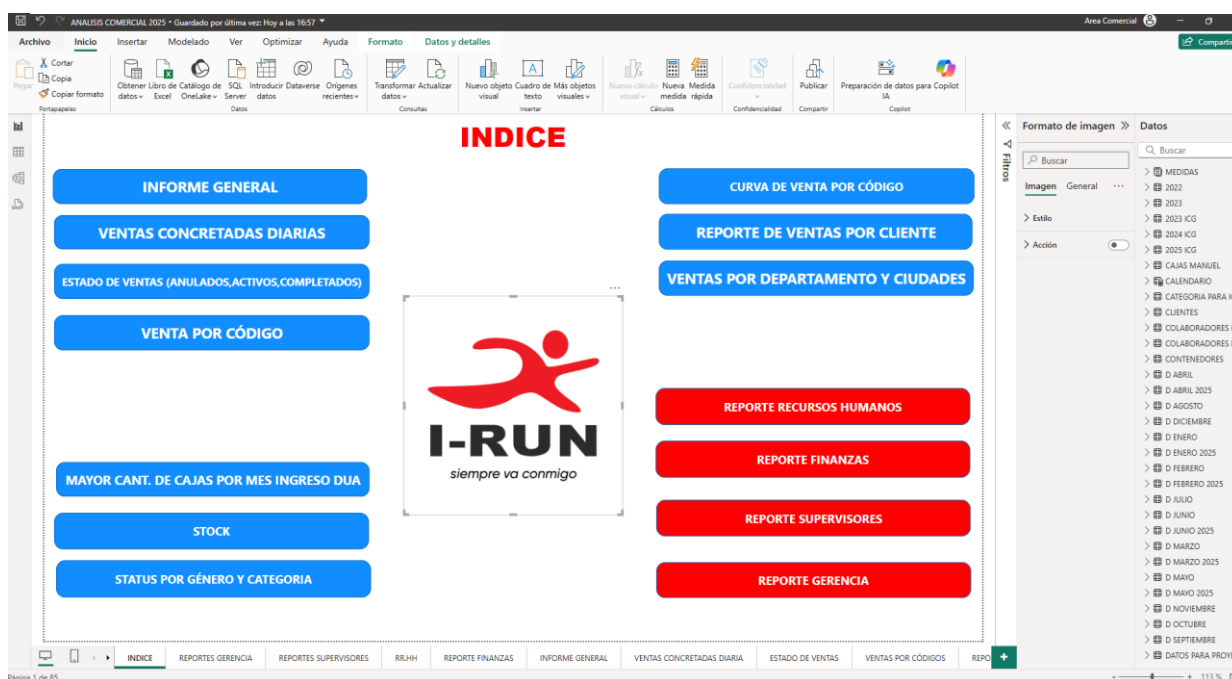 ANALISIS COMERCIAL 2025 • Guardado por última vez: Hoy a las 16:57
Area Comercial
Archivo Inicio Insertar Modelado Ver Optimizar Ayuda Formato Datos y detalles
Compartir
Pegar
Cortar
Copia
Copiar formato
Portapapeles
Obtener datos
Libro de Excel
Catálogo de OneLake
SQL Server
Introducir datos
Dataverse
Orígenes recientes
Datos
Transformar datos
Actualizar
Consultas
Nuevo objeto visual
Cuadro de texto
Más objetos visuales
Insertar
Nuevo cálculo visual
Nueva medida
Medida rápida
Cálculos
Confidencialidad
Confidencialidad
Publicar
Compartir
Preparación de datos para IA
Copilot
Copilot
INDICE
INFORME GENERAL
VENTAS CONCRETADAS DIARIAS
ESTADO DE VENTAS (ANULADOS,ACTIVOS,COMPLETADOS)
VENTA POR CÓDIGO
MAYOR CANT. DE CAJAS POR MES INGRESO DUA
STOCK
STATUS POR GÉNERO Y CATEGORIA
I-RUN
siempre va conmigo
CURVA DE VENTA POR CÓDIGO
REPORTE DE VENTAS POR CLIENTE
VENTAS POR DEPARTAMENTO Y CIUDADES
REPORTE RECURSOS HUMANOS
REPORTE FINANZAS
REPORTE SUPERVISORES
REPORTE GERENCIA
Filtros
Formato de imagen
Buscar
Imagen General
Estilo
Acción
Datos
Buscar
MEDIDAS
2022
2023
2023 ICG
2024 ICG
2025 ICG
CAJAS MANUEL
CALENDARIO
CATEGORIA PARA
CLIENTES
COLABORADORES
COLABORADORES
CONTENEDORES
D ABRIL
D ABRIL 2025
D AGOSTO
D DICIEMBRE
D ENERO
D ENERO 2025
D FEBRERO
D FEBRERO 2025
D JULIO
D JUNIO
D JUNIO 2025
D MARZO
D MARZO 2025
D MAYO
D MAYO 2025
D NOVIEMBRE
D OCTUBRE
D SEPTIEMBRE
DATOS PARA PROY
INDICE REPORTES GERENCIA REPORTES SUPERVISORES RR.HH REPORTE FINANZAS INFORME GENERAL VENTAS CONCRETADAS DIARIA ESTADO DE VENTAS VENTAS POR CÓDIGOS REPO
Página 1 de 85
113 %